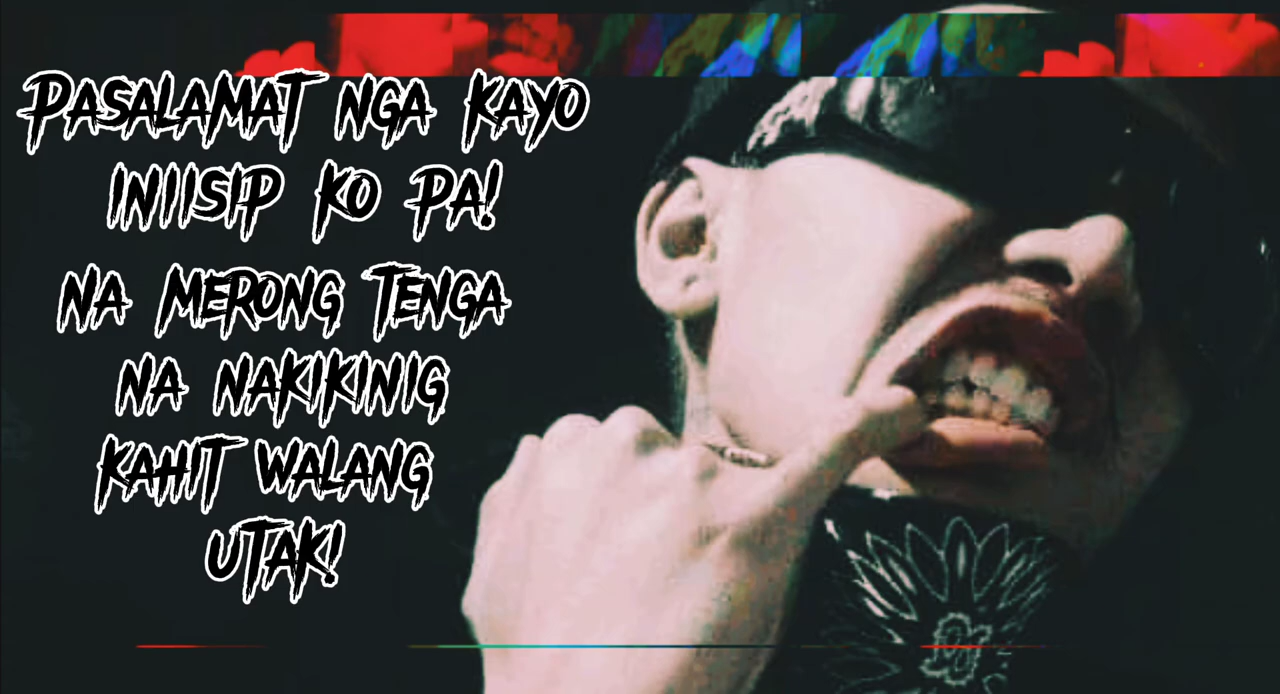 PASALAMAT NGA KAYO
INIISIP KO PA!
NA MERONG TENGA
NA NAKIKINIG
KAHIT WALANG
UTAK!